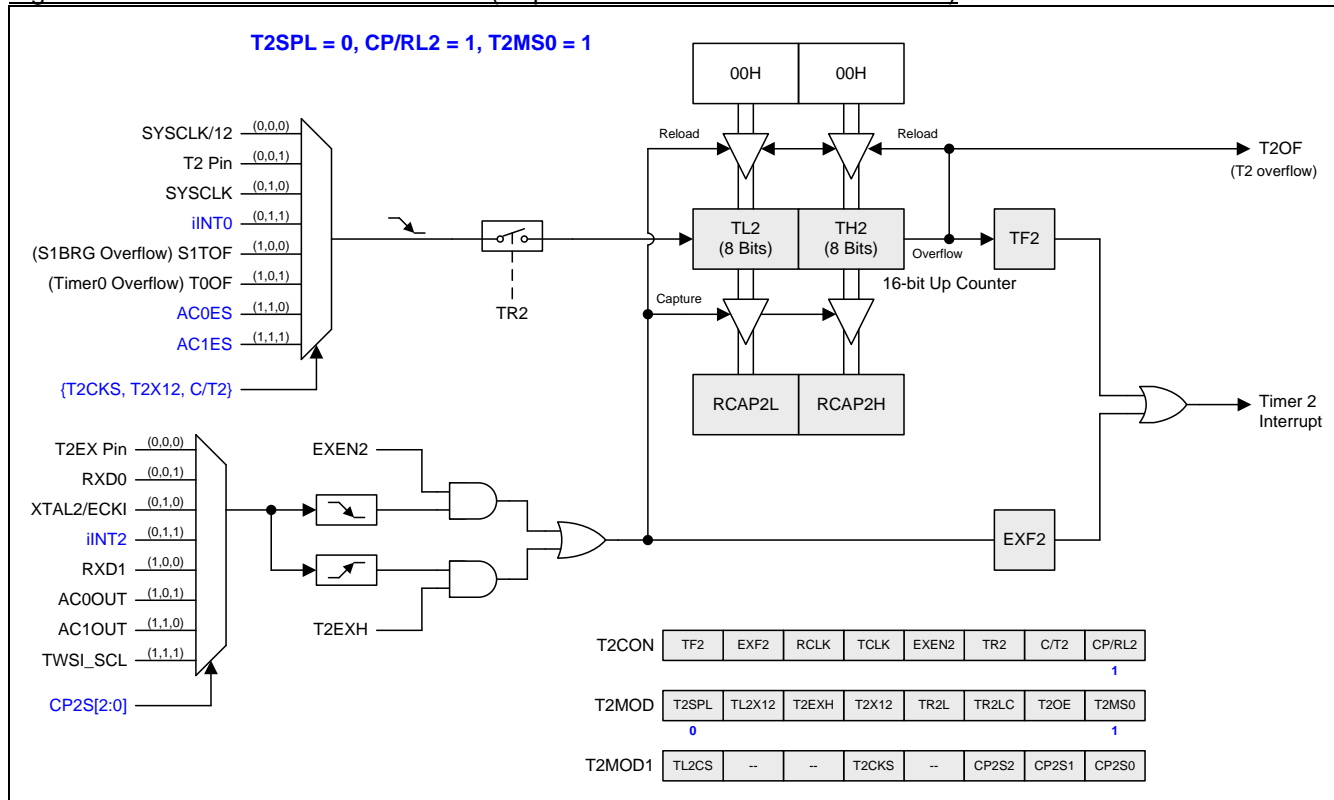 T2SPL = 0, CP/RL2 = 1, T2MS0 = 1
00H 00H
SYSCLK/12 (0,0,0)
T2 Pin (0,0,1)
SYSCLK (0,1,0)
iINT0 (0,1,1)
(S1BRG Overflow) S1TOF (1,0,0)
(Timer0 Overflow) T0OF (1,0,1)
AC0ES (1,1,0)
AC1ES (1,1,1)
{T2CKS, T2X12, C/T2}
TR2
Reload
Reload
T2OF
(T2 overflow)
TL2
(8 Bits)
TH2
(8 Bits)
Overflow
TF2
16-bit Up Counter
Capture
RCAP2L RCAP2H
Timer 2
Interrupt
T2EX Pin (0,0,0)
RXD0 (0,0,1)
XTAL2/ECKI (0,1,0)
iINT2 (0,1,1)
RXD1 (1,0,0)
AC0OUT (1,0,1)
AC1OUT (1,1,0)
TWSI_SCL (1,1,1)
CP2S[2:0]
EXEN2
T2EXH
EXF2
T2CON TF2 EXF2 RCLK TCLK EXEN2 TR2 C/T2 CP/RL2
1
T2MOD T2SPL TL2X12 T2EXH T2X12 TR2L TR2LC T2OE T2MS0
0 1
T2MOD1 TL2CS -- -- T2CKS -- CP2S2 CP2S1 CP2S0